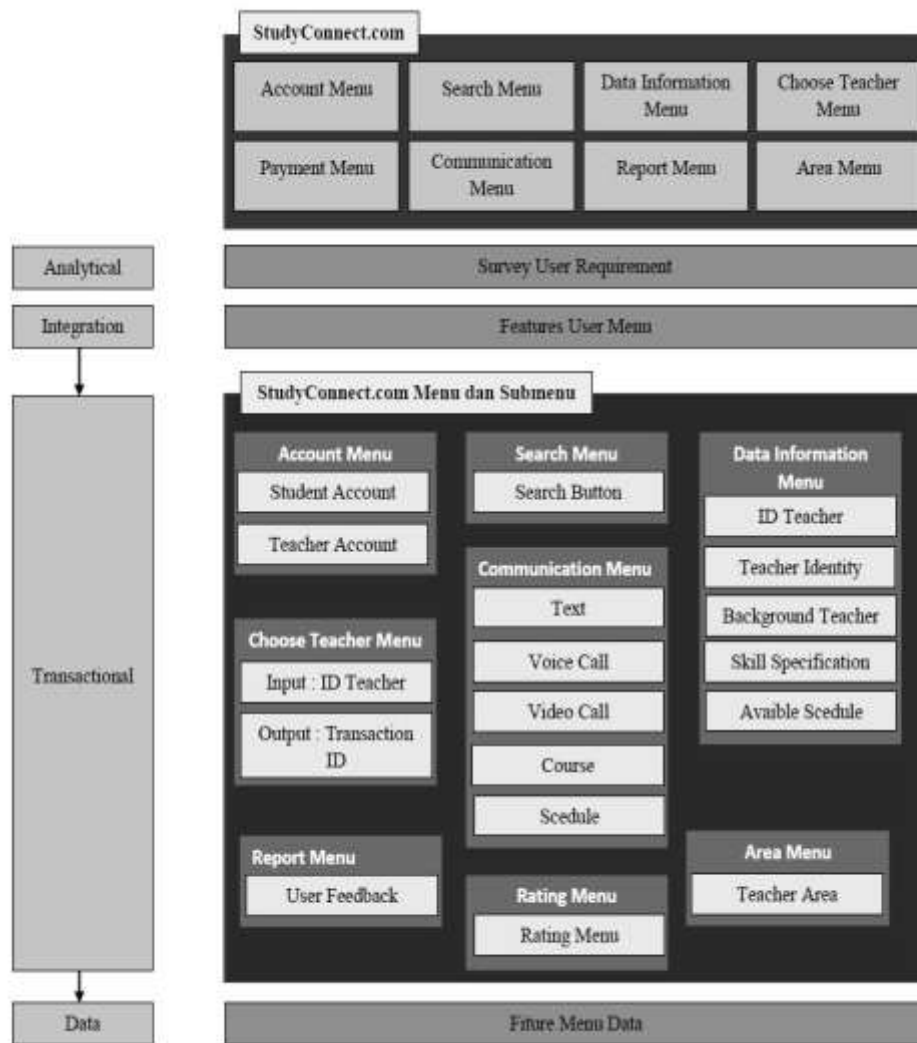 StudyConnect.com
Account Menu
Search Menu
Data Information
Menu
Choose Teacher
Menu
Payment Menu
Communication
Menu
Report Menu
Area Menu
Analytical
Survey User Requirement
Integration
Features User Menu
Transactional
StudyConnect.com Menu dan Submenu
Account Menu
Student Account
Teacher Account
Search Menu
Search Button
Data Information
Menu
ID Teacher
Teacher Identity
Background Teacher
Skill Specification
Avaible Scedule
Communication Menu
Text
Voice Call
Video Call
Course
Scedule
Choose Teacher Menu
Input : ID Teacher
Output : Transaction
ID
Report Menu
User Feedback
Rating Menu
Rating Menu
Area Menu
Teacher Area
Data
Fiture Menu Data